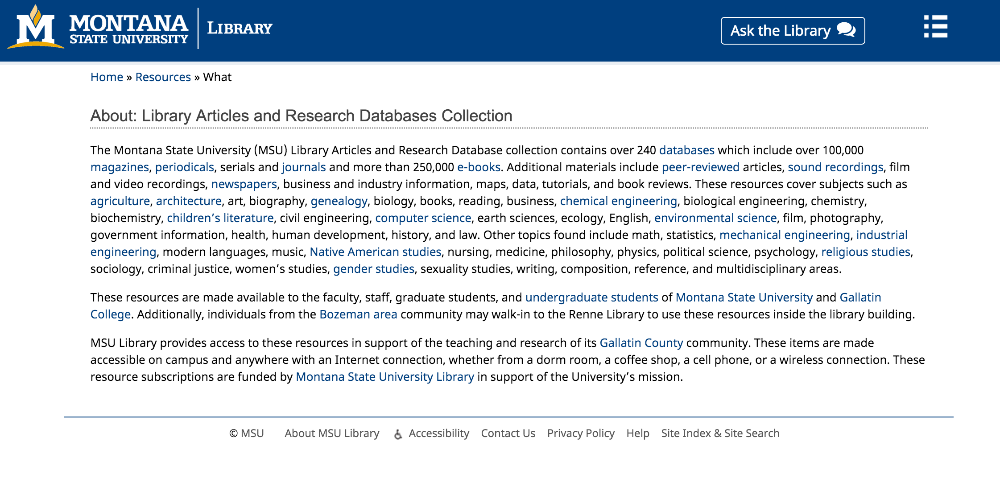 MONTANA
STATE UNIVERSITY
LIBRARY
Ask the Library
Home » Resources » What
About: Library Articles and Research Databases Collection
The Montana State University (MSU) Library Articles and Research Database collection contains over 240 databases which include over 100,000
magazines, periodicals, serials and journals and more than 250,000 e-books. Additional materials include peer-reviewed articles, sound recordings, film
and video recordings, newspapers, business and industry information, maps, data, tutorials, and book reviews. These resources cover subjects such as
agriculture, architecture, art, biography, genealogy, biology, books, reading, business, chemical engineering, biological engineering, chemistry,
biochemistry, children’s literature, civil engineering, computer science, earth sciences, ecology, English, environmental science, film, photography,
government information, health, human development, history, and law. Other topics found include math, statistics, mechanical engineering, industrial
engineering, modern languages, music, Native American studies, nursing, medicine, philosophy, physics, political science, psychology, religious studies,
sociology, criminal justice, women’s studies, gender studies, sexuality studies, writing, composition, reference, and multidisciplinary areas.
These resources are made available to the faculty, staff, graduate students, and undergraduate students of Montana State University and Gallatin
College. Additionally, individuals from the Bozeman area community may walk-in to the Renne Library to use these resources inside the library building.
MSU Library provides access to these resources in support of the teaching and research of its Gallatin County community. These items are made
accessible on campus and anywhere with an Internet connection, whether from a dorm room, a coffee shop, a cell phone, or a wireless connection. These
resource subscriptions are funded by Montana State University Library in support of the University’s mission.
© MSU About MSU Library Accessibility Contact Us Privacy Policy Help Site Index & Site Search